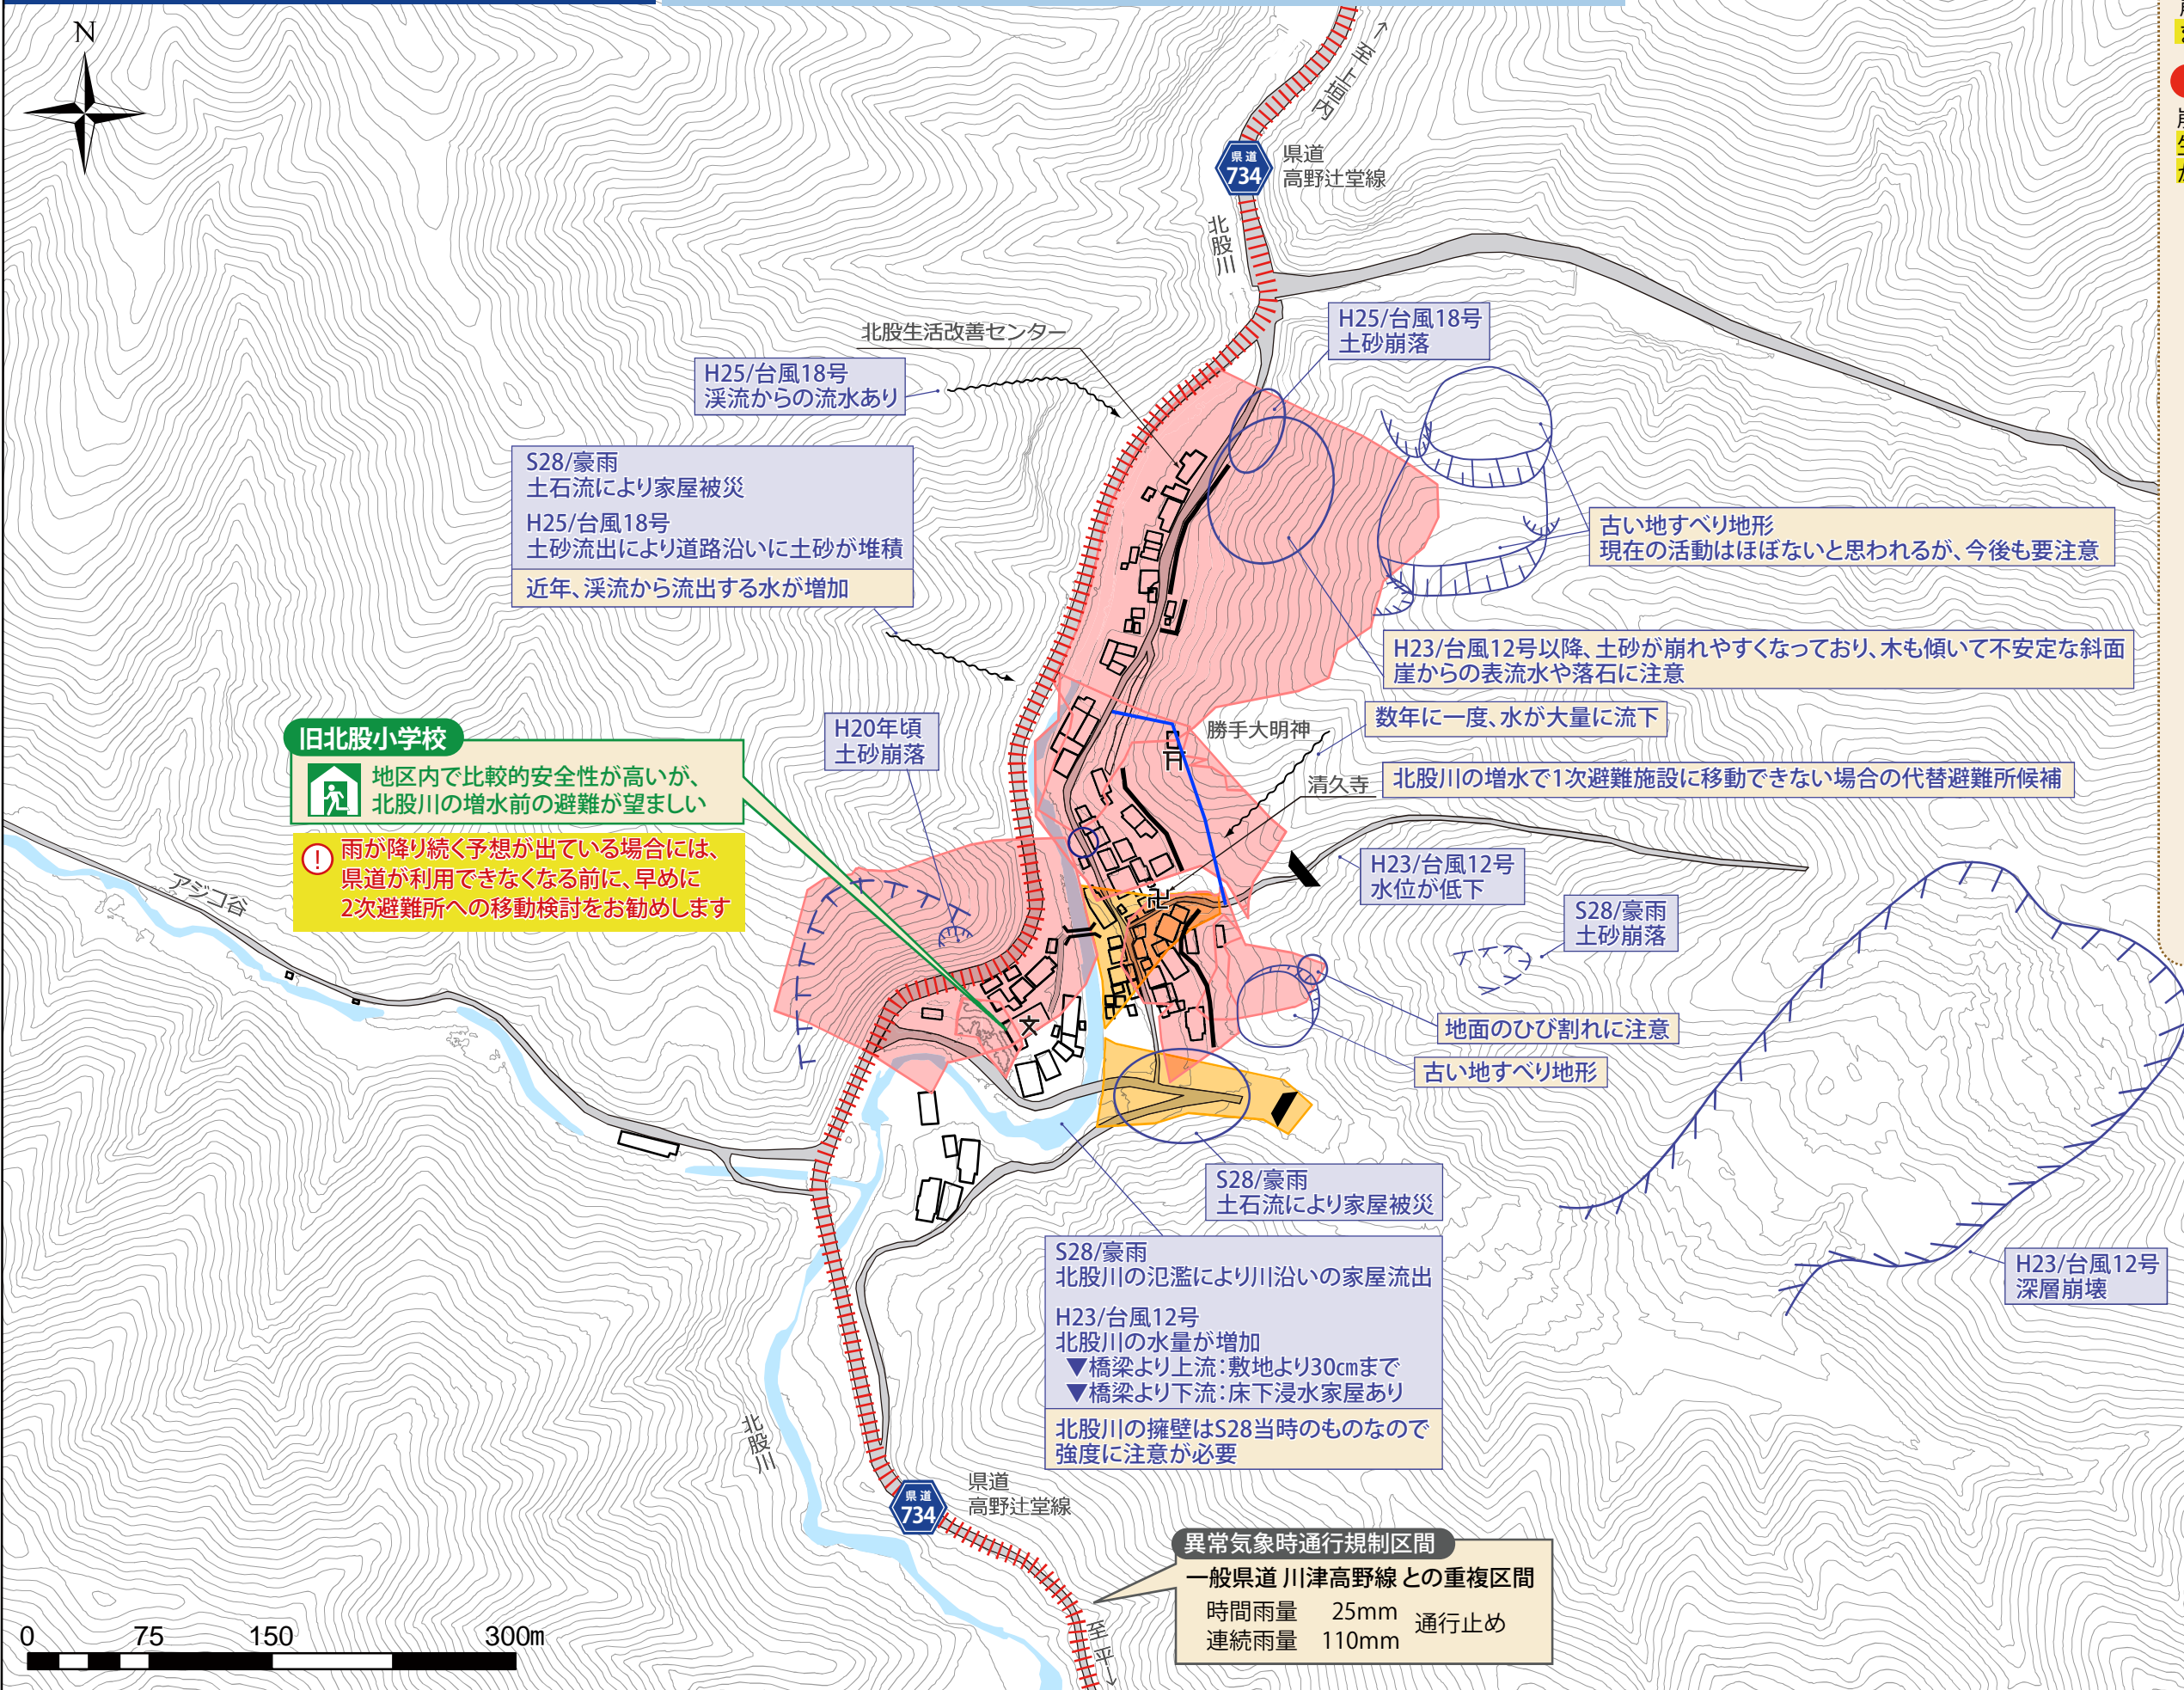 N
↑至上垣内
県道
734
県道
高野辻堂線
北股川
北股生活改善センター
H25/台風18号
土砂崩落
H25/台風18号
渓流からの流水あり
S28/豪雨
土石流により家屋被災
H25/台風18号
土砂流出により道路沿いに土砂が堆積
近年、渓流から流出する水が増加
古い地すべり地形
現在の活動はほぼないと思われるが、今後も要注意
H23/台風12号以降、土砂が崩れやすくなっており、木も傾いて不安定な斜面
崖からの表流水や落石に注意
数年に一度、水が大量に流下
勝手大明神
清久寺
北股川の増水で1次避難施設に移動できない場合の代替避難所候補
H20年頃
土砂崩落
旧北股小学校
地区内で比較的安全性が高いが、
北股川の増水前の避難が望ましい
! 雨が降り続く予想が出ている場合には、
県道が利用できなくなる前に、早めに
2次避難所への移動検討をお勧めします
アジコ谷
H23/台風12号
水位が低下
S28/豪雨
土砂崩落
卍
文
地面のひび割れに注意
古い地すべり地形
S28/豪雨
土石流により家屋被災
S28/豪雨
北股川の氾濫により川沿いの家屋流出
H23/台風12号
北股川の水量が増加
▼橋梁より上流：敷地より30㎝まで
▼橋梁より下流：床下浸水家屋あり
北股川の擁壁はS28当時のものなので
強度に注意が必要
H23/台風12号
深層崩壊
北股川
県道
734
県道
高野辻堂線
異常気象時通行規制区間
一般県道 川津高野線 との重複区間
時間雨量 25mm 通行止め
連続雨量 110mm
至平→
0 75 150 300m